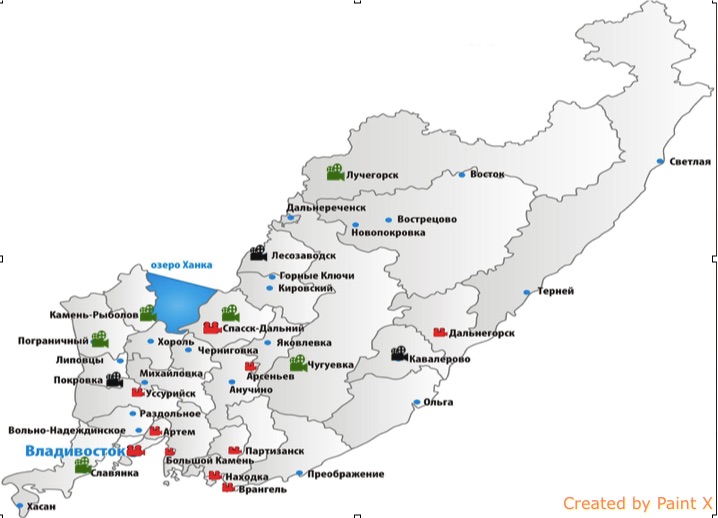 Светлая
Лучегорск
Восток
Дальнереченск
Вострецово
Новопокровка
Лесозаводск
озеро Ханка
Горные Ключи
Кировский
Терней
Камень-Рыболов
Спасск-Дальний
Дальнегорск
Пограничный
Хороль
Яковлевка
Черниговка
Кавалерово
Липовцы
Чугуевка
Михайловка
Арсеньев
Покровка
Анучино
Уссурийск
Ольга
Раздольное
Вольно-Надеждинское
Артем
Владивосток
Партизанск
Большой Камень
Славянка
Находка
Преображение
Врангель
Хасан
Created by Paint X